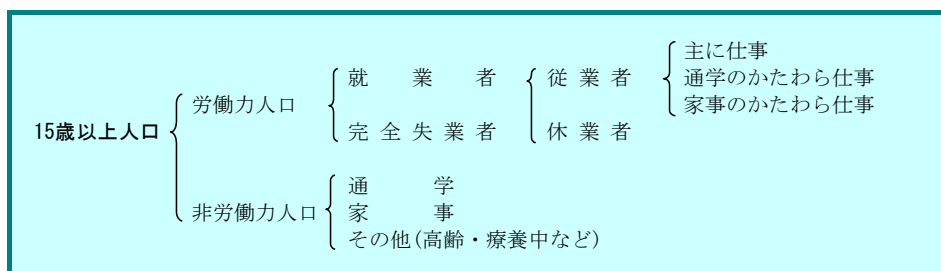 主に仕事
就業者 従業者 通学のかたわら仕事
労働力人口 家事のかたわら仕事
15歳以上人口 完全失業者 休業者
通学
非労働力人口 家事
その他(高齢・療養中など)